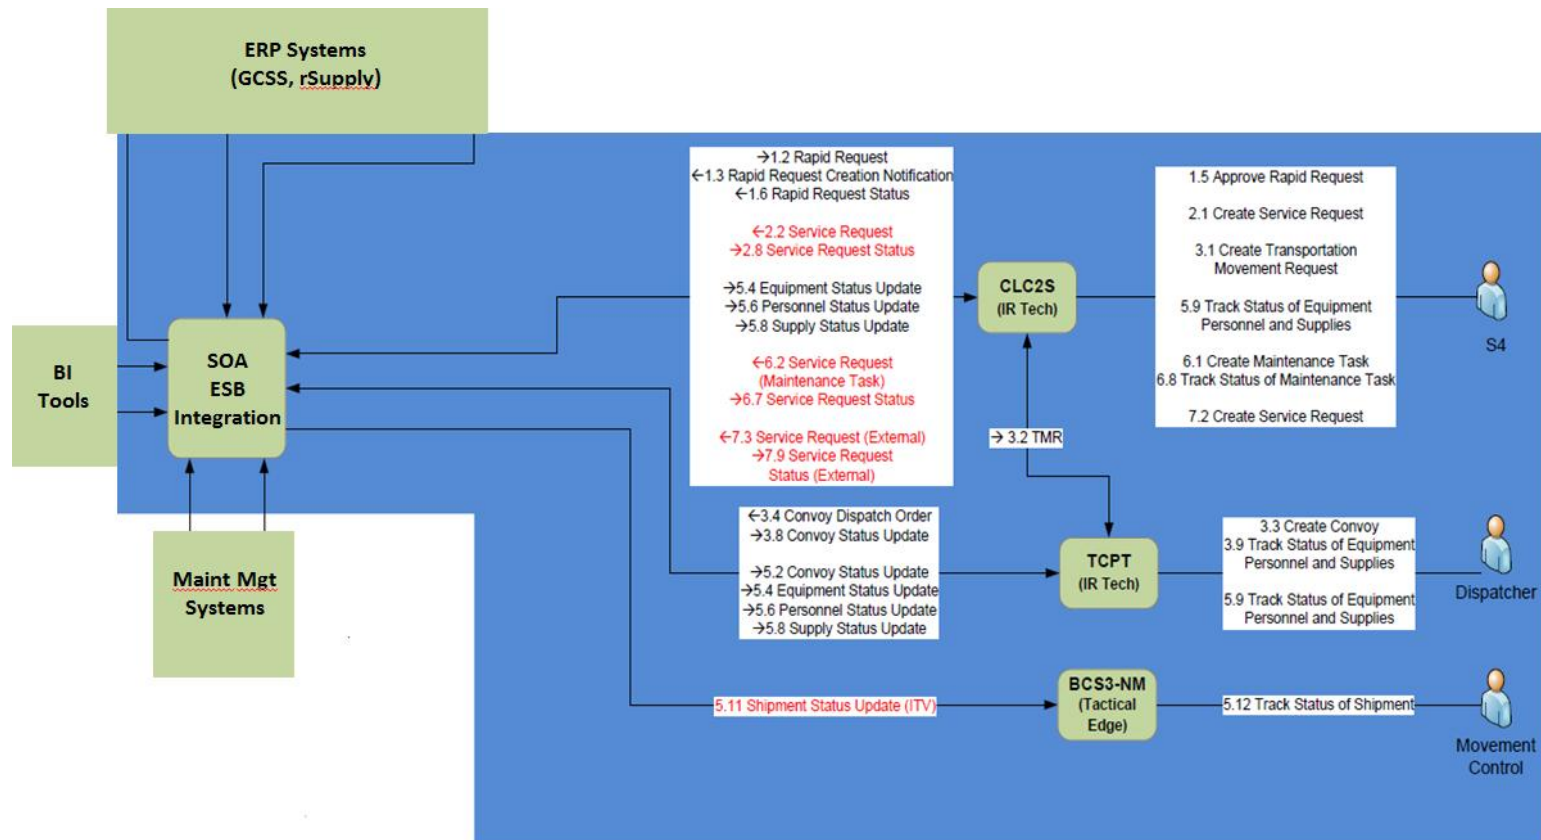 ERP Systems
(GCSS, rSupply)
→1.2 Rapid Request
←1.3 Rapid Request Creation Notification
←1.6 Rapid Request Status
←2.2 Service Request
→2.8 Service Request Status
→5.4 Equipment Status Update
→5.6 Personnel Status Update
→5.8 Supply Status Update
←6.2 Service Request
(Maintenance Task)
→6.7 Service Request Status
←7.3 Service Request (External)
→7.9 Service Request
Status (External)
1.5 Approve Rapid Request
2.1 Create Service Request
3.1 Create Transportation
Movement Request
5.9 Track Status of Equipment
Personnel and Supplies
6.1 Create Maintenance Task
6.8 Track Status of Maintenance Task
7.2 Create Service Request
CLC2S
(IR Tech)
S4
BI
Tools
SOA
ESB
Integration
→ 3.2 TMR
Maint Mgt
Systems
←3.4 Convoy Dispatch Order
→3.8 Convoy Status Update
→5.2 Convoy Status Update
→5.4 Equipment Status Update
→5.6 Personnel Status Update
→5.8 Supply Status Update
TCPT
(IR Tech)
3.3 Create Convoy
3.9 Track Status of Equipment
Personnel and Supplies
5.9 Track Status of Equipment
Personnel and Supplies
Dispatcher
5.11 Shipment Status Update (ITV)
BCS3-NM
(Tactical
Edge)
5.12 Track Status of Shipment
Movement
Control